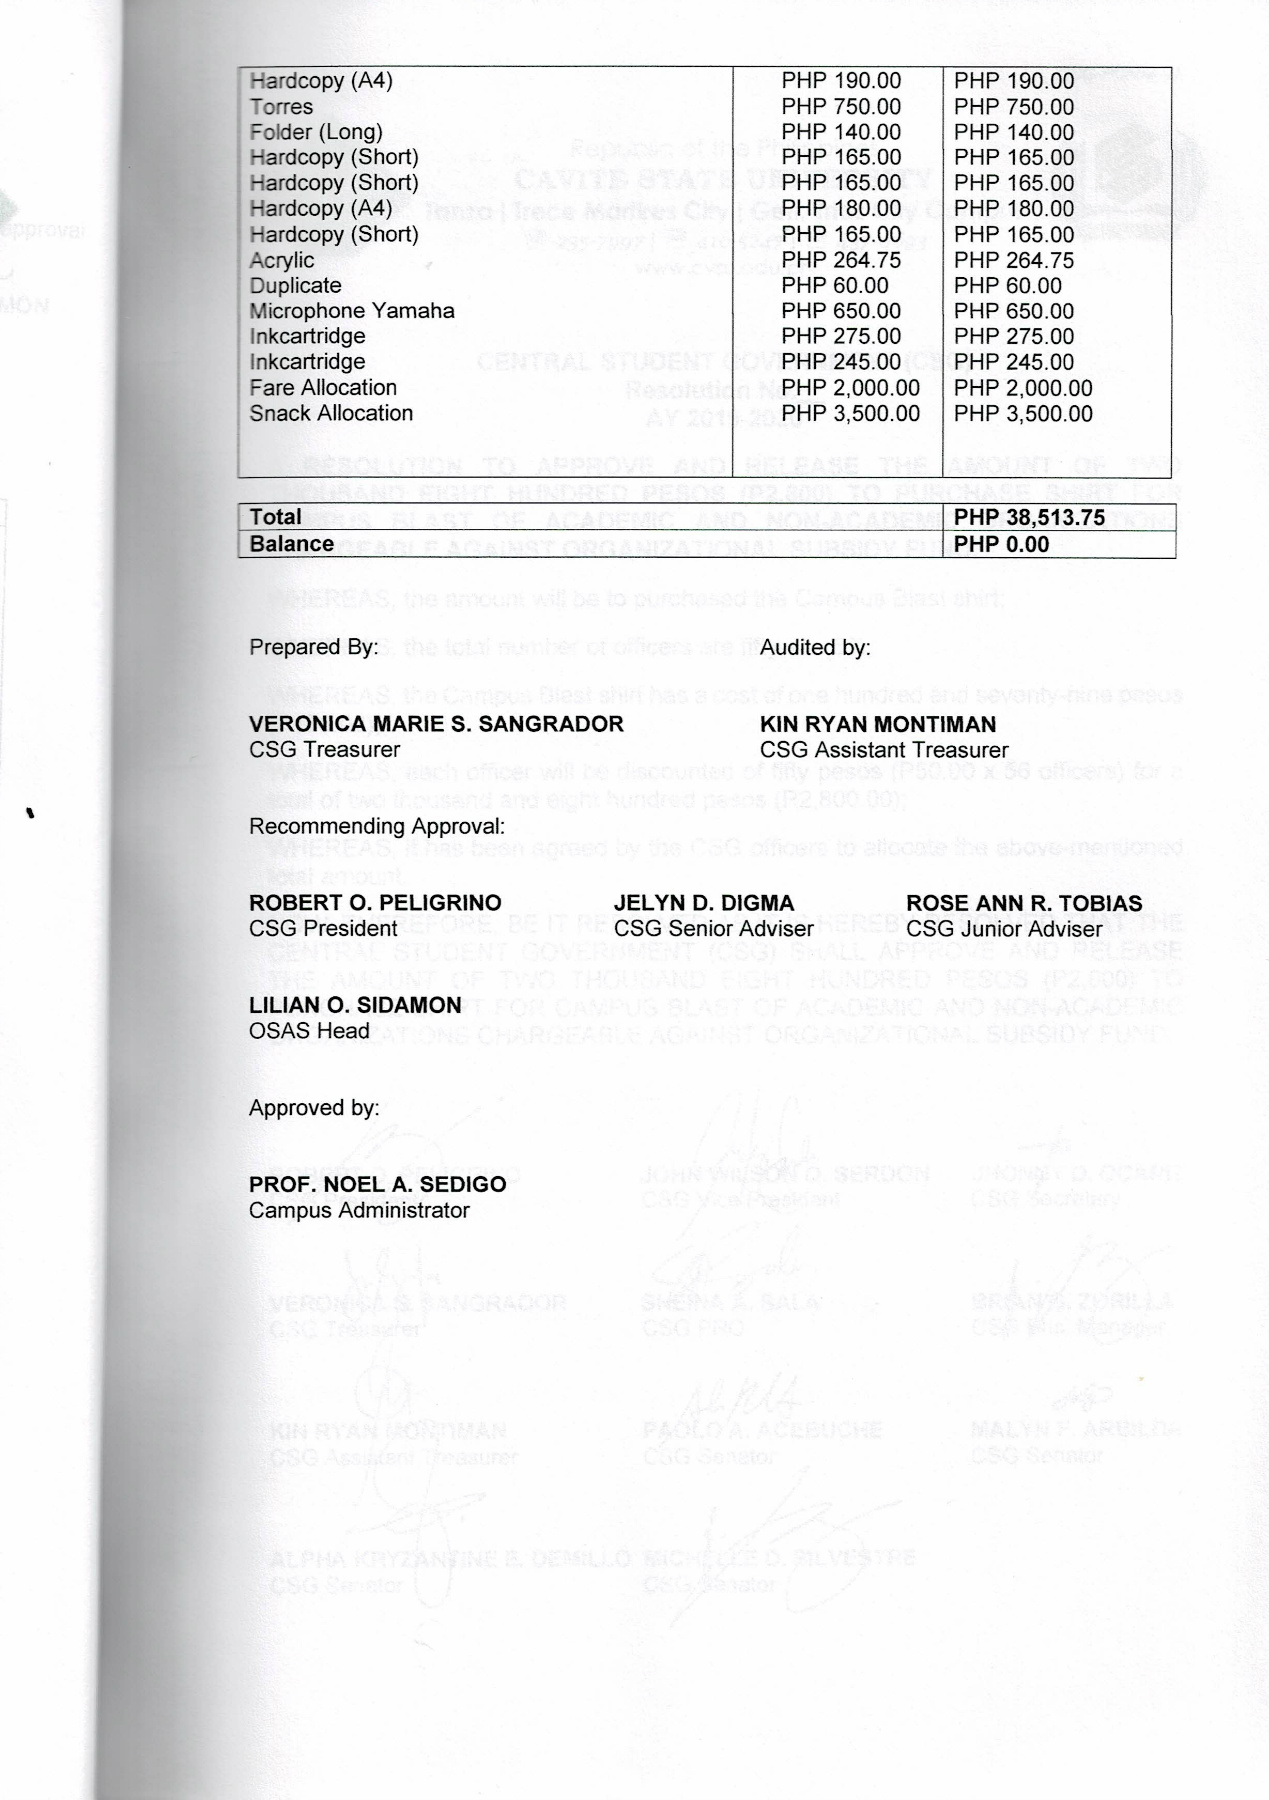 Hardcopy (A4) PHP 190.00 PHP 190.00
Torres PHP 750.00 PHP 750.00
Folder (Long) PHP 140.00 PHP 140.00
Hardcopy (Short) PHP 165.00 PHP 165.00
Hardcopy (Short) PHP 165.00 PHP 165.00
Hardcopy (A4) PHP 180.00 PHP 180.00
Hardcopy (Short) PHP 165.00 PHP 165.00
Acrylic PHP 264.75 PHP 264.75
Duplicate PHP 60.00 PHP 60.00
Microphone Yamaha PHP 650.00 PHP 650.00
Inkcartridge PHP 275.00 PHP 275.00
Inkcartridge PHP 245.00 PHP 245.00
Fare Allocation PHP 2,000.00 PHP 2,000.00
Snack Allocation PHP 3,500.00 PHP 3,500.00
Total PHP 38,513.75
Balance PHP 0.00
Prepared By: Audited by:
VERONICA MARIE S. SANGRADOR KIN RYAN MONTIMAN
CSG Treasurer CSG Assistant Treasurer
Recommending Approval:
ROBERT O. PELIGRINO JELYN D. DIGMA ROSE ANN R. TOBIAS
CSG President CSG Senior Adviser CSG Junior Adviser
LILIAN O. SIDAMON
OSAS Head
Approved by:
PROF. NOEL A. SEDIGO
Campus Administrator